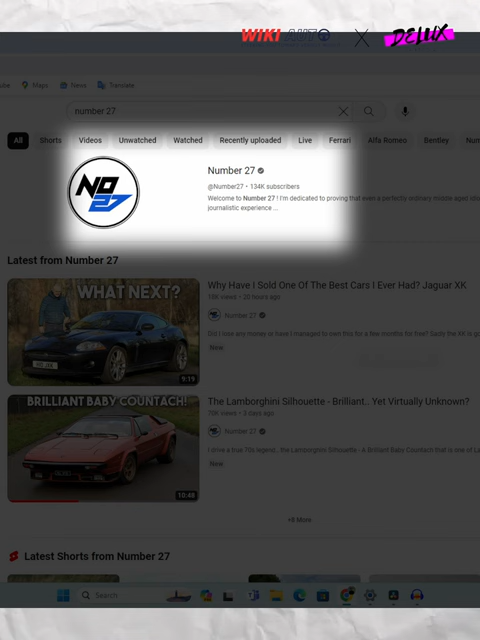 WIKI AUTO X DELUX
Maps News Translate
number 27
All Shorts Videos Unwatched Watched Recently uploaded Live Ferrari Alfa Romeo Bentley
NO
27
Number 27
@Number27 • 134K subscribers
Welcome to Number 27 ! I'm dedicated to proving that even a perfectly ordinary middle aged
journalistic experience ...
Latest from Number 27
WHAT NEXT?
9:19
Why Have I Sold One Of The Best Cars I Ever Had? Jaguar XK
views • 20 hours ago
Number 27
Did I lose any money or have I managed to own this for a few months for free? Sadly the XK is
New
BRILLIANT BABY COUNTACH!
10:48
The Lamborghini Silhouette - Brilliant.. Yet Virtually Unknown?
views • 3 days ago
Number 27
I drive a true 70s legend.. the Lamborghini Silhouette - a Brilliant Baby Countach that is one of
New
+8 More
Latest Shorts from Number 27
Search